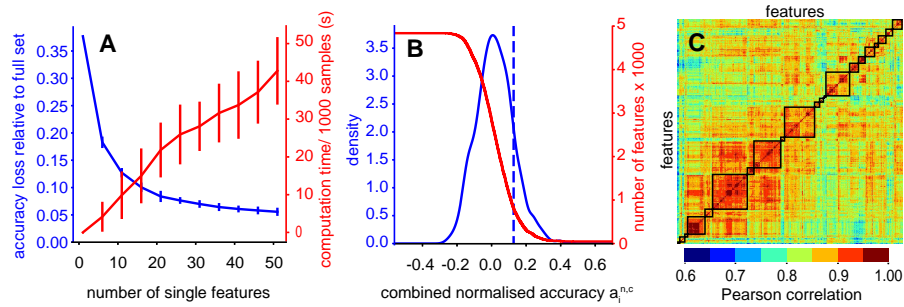 A
accuracy loss relative to full set
0.35
0.30
0.25
0.20
0.15
0.10
0.05
0.00
0 10 20 30 40 50
number of single features
50
40
30
20
10
0
computation time/ 1000 samples (s)
B
density
3.5
3.0
2.5
2.0
1.5
1.0
0.5
0.0
-0.4 -0.2 0.0 0.2 0.4 0.6
combined normalised accuracy a_i^n,c
5
4
3
2
1
0
number of features x 1000
features
C
features
0.6 0.7 0.8 0.9 1.00
Pearson correlation